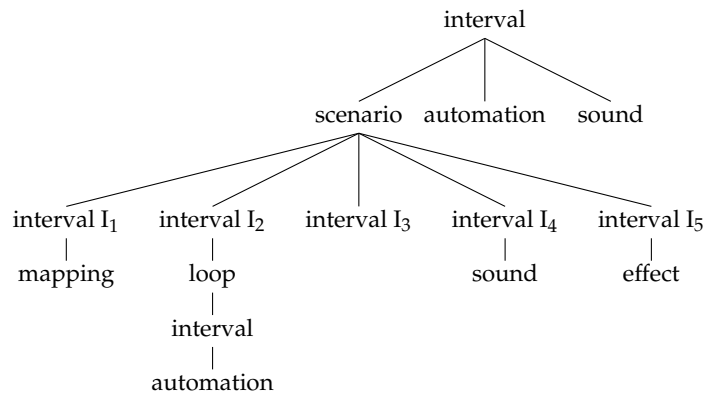 interval
scenario automation sound
interval I₁ interval I₂ interval I₃ interval I₄ interval I₅
mapping loop sound effect
interval
automation